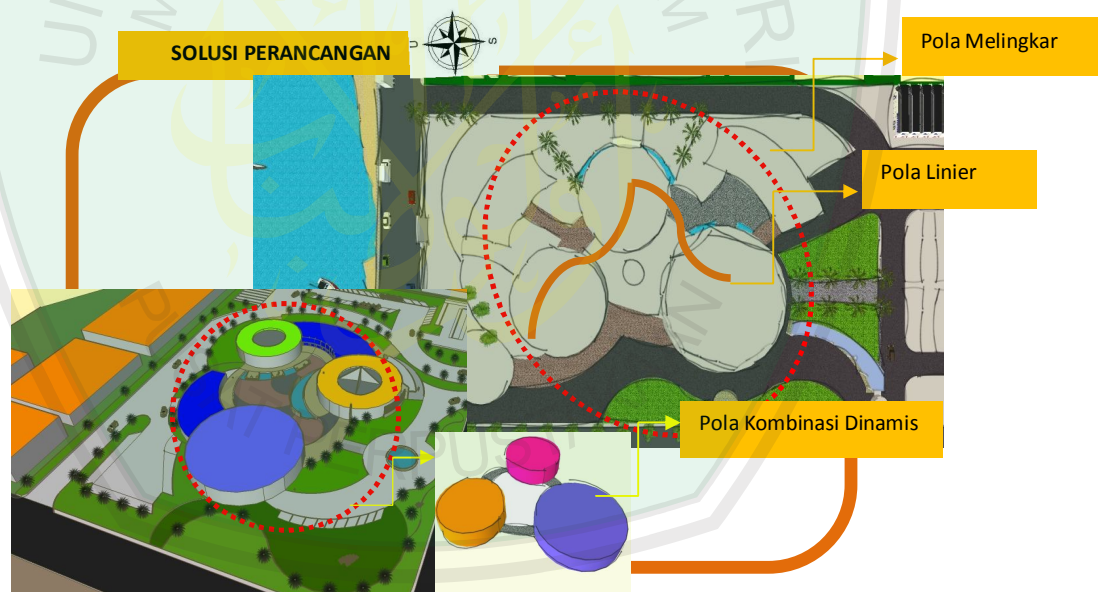 SOLUSI PERANCANGAN
U
S
Pola Melingkar
Pola Linier
Pola Kombinasi Dinamis